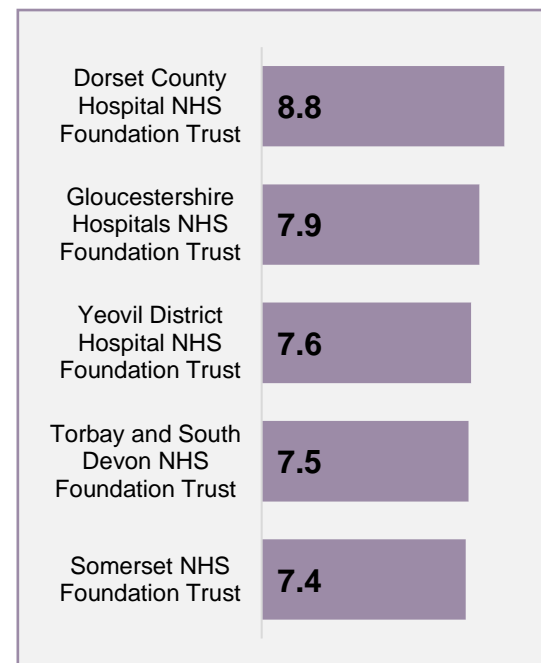 Dorset County
Hospital NHS
Foundation Trust
8.8
Gloucestershire
Hospitals NHS
Foundation Trust
7.9
Yeovil District
Hospital NHS
Foundation Trust
7.6
Torbay and South
Devon NHS
Foundation Trust
7.5
Somerset NHS
Foundation Trust
7.4